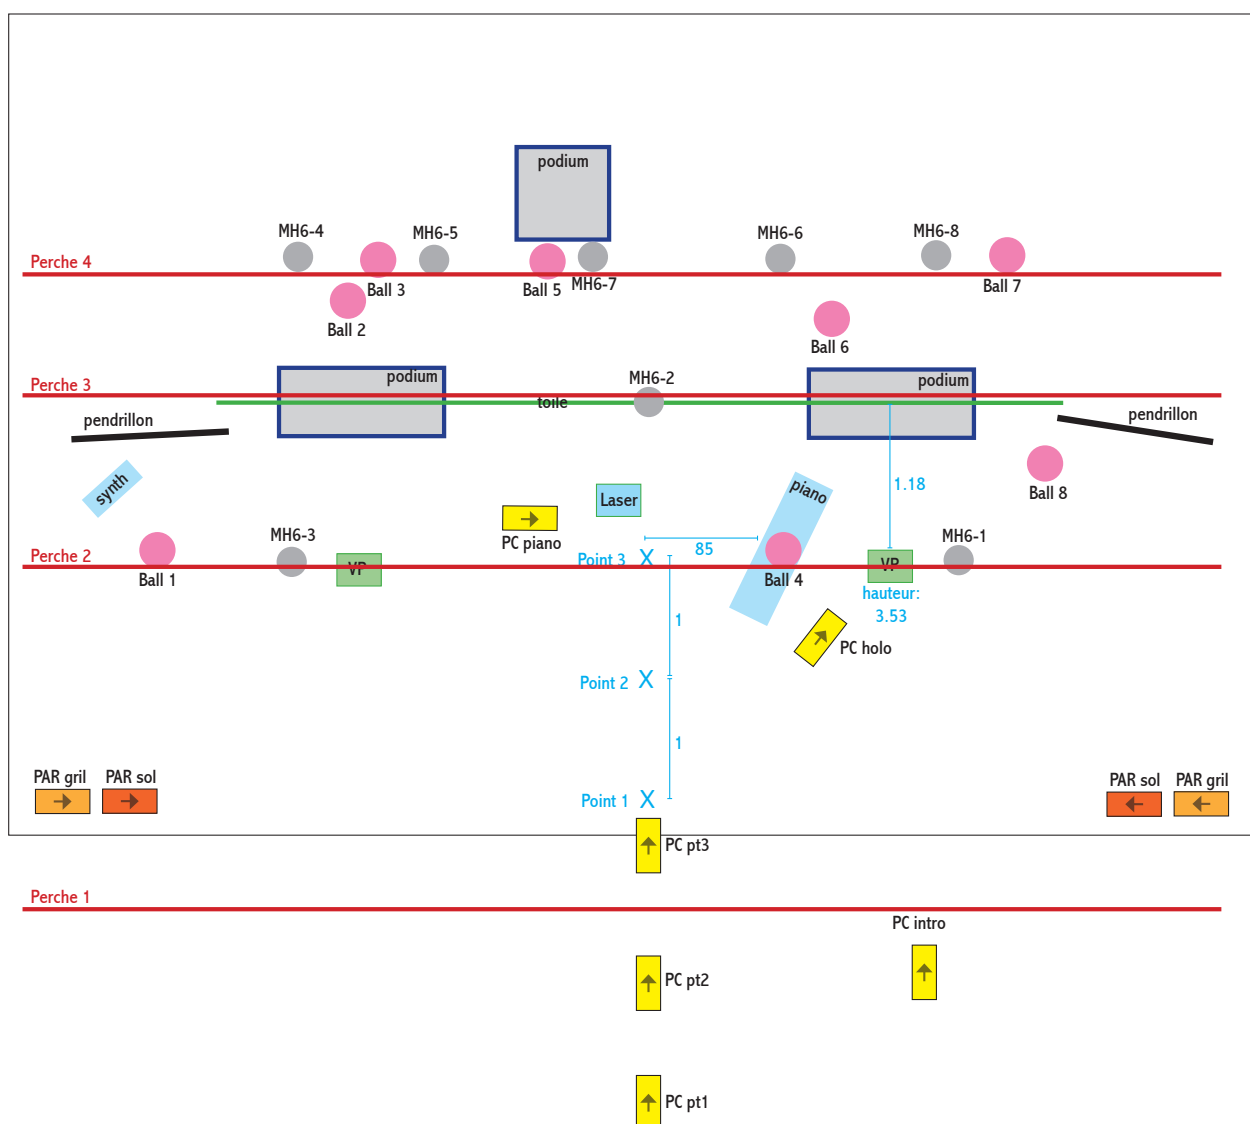 podium
MH6-4
MH6-5
MH6-6
MH6-8
Perche 4
Ball 3
Ball 5
MH6-7
Ball 7
Ball 2
Ball 6
Perche 3
podium
MH6-2
podium
toile
pendrillon
pendrillon
synth
piano
1.18
Ball 8
Laser
PC piano
MH6-3
MH6-1
Perche 2
Point 3
X
85
Ball 1
VP
Ball 4
VP
hauteur:
3.53
1
PC holo
Point 2
X
1
PAR gril
PAR sol
PAR sol
PAR gril
Point 1
X
PC pt3
Perche 1
PC intro
PC pt2
PC pt1